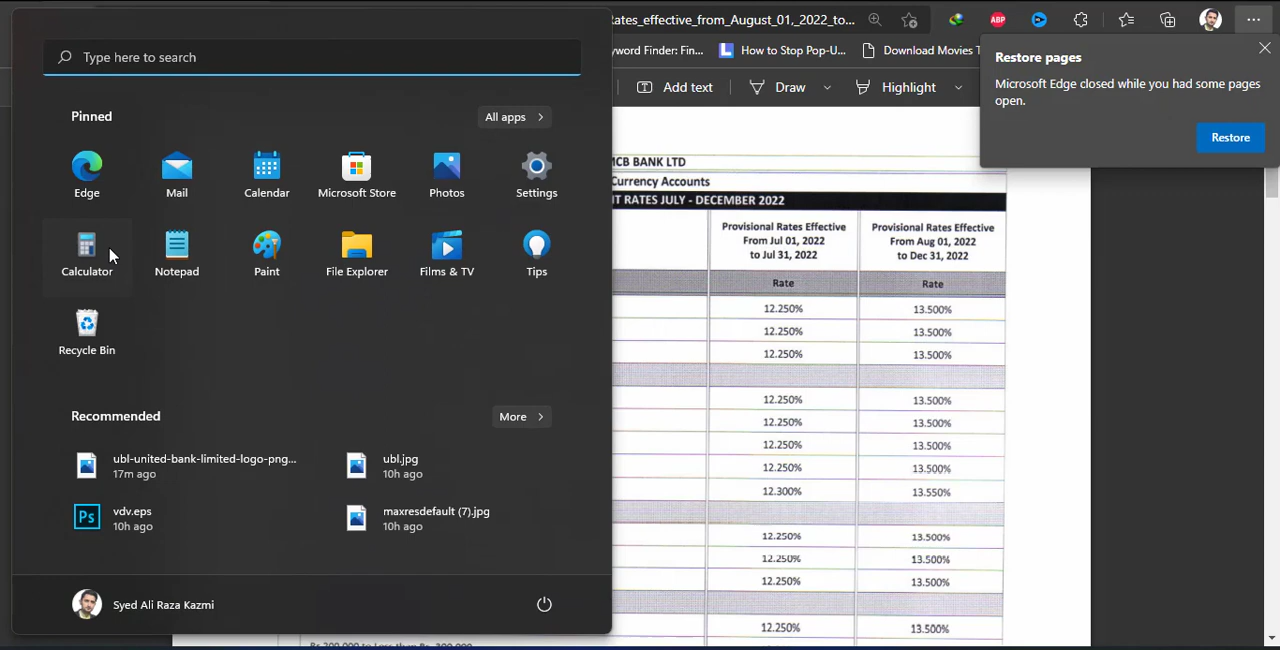 Type here to search
Pinned
All apps
Edge
Mail
Calendar
Microsoft Store
Photos
Settings
Calculator
Notepad
Paint
File Explorer
Films & TV
Tips
Recycle Bin
Recommended
More
ubl-united-bank-limited-logo-png...
17m ago
ubl.jpg
10h ago
vdv.eps
10h ago
maxresdefault (7).jpg
10h ago
Ps
Syed Ali Raza Kazmi
Rates_effective_from_August_01,_2022_to...
ABP
yword Finder: Fin...
L
How to Stop Pop-U...
Download Movies
Add text
Draw
Highlight
Restore pages
Microsoft Edge closed while you had some pages
open.
Restore
MCB BANK LTD
Currency Accounts
T RATES JULY - DECEMBER 2022
Provisional Rates Effective
From Jul 01, 2022
to Jul 31, 2022
Provisional Rates Effective
From Aug 01, 2022
to Dec 31, 2022
Rate
Rate
12.250% 13.500%
12.250% 13.500%
12.250% 13.500%
12.250% 13.500%
12.250% 13.500%
12.250% 13.500%
12.250% 13.500%
12.300% 13.550%
12.250% 13.500%
12.250% 13.500%
12.250% 13.500%
12.250% 13.500%